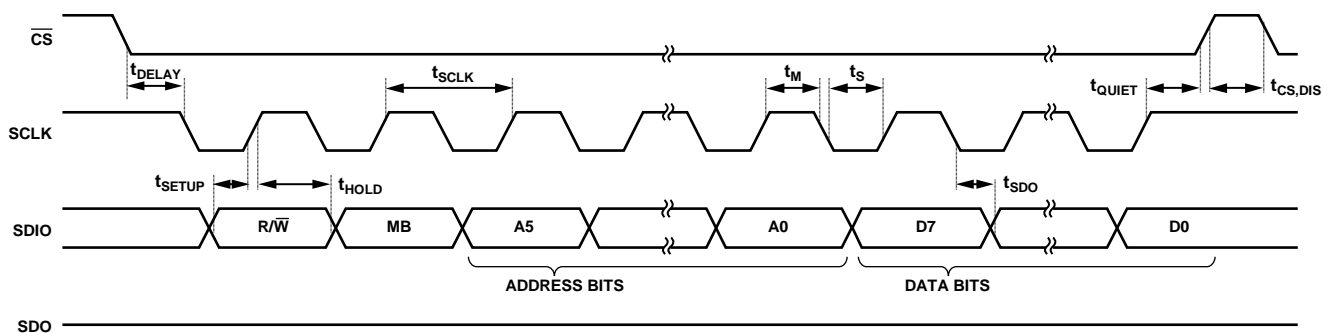 CS
tDELAY
tSCLK
tM
tS
tQUIET
tCS,DIS
SCLK
tSETUP
tHOLD
tSDO
SDIO
R/W
MB
A5
A0
D7
D0
ADDRESS BITS
DATA BITS
SDO